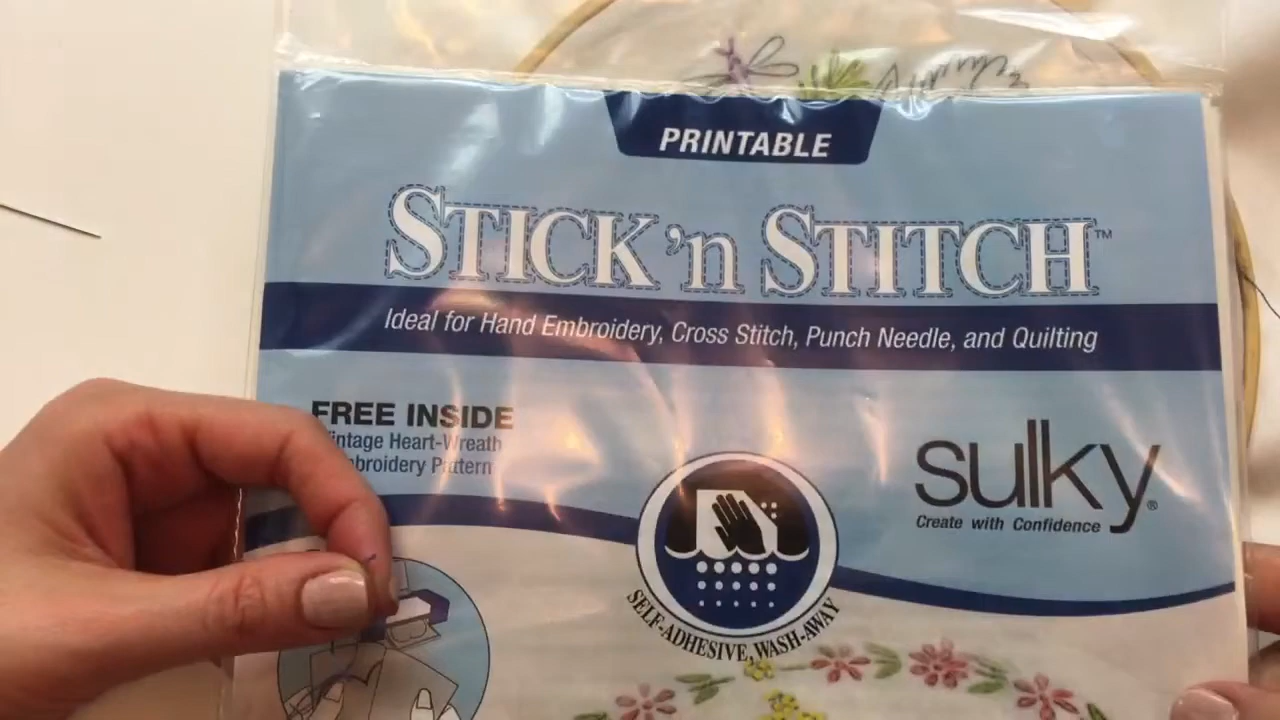 PRINTABLE
STICK 'n STITCH™
Ideal for Hand Embroidery, Cross Stitch, Punch Needle, and Quilting
FREE INSIDE
Heart-Wreath
Pattern
sulky®
Create with Confidence
SELF-ADHESIVE, WASH-AWAY